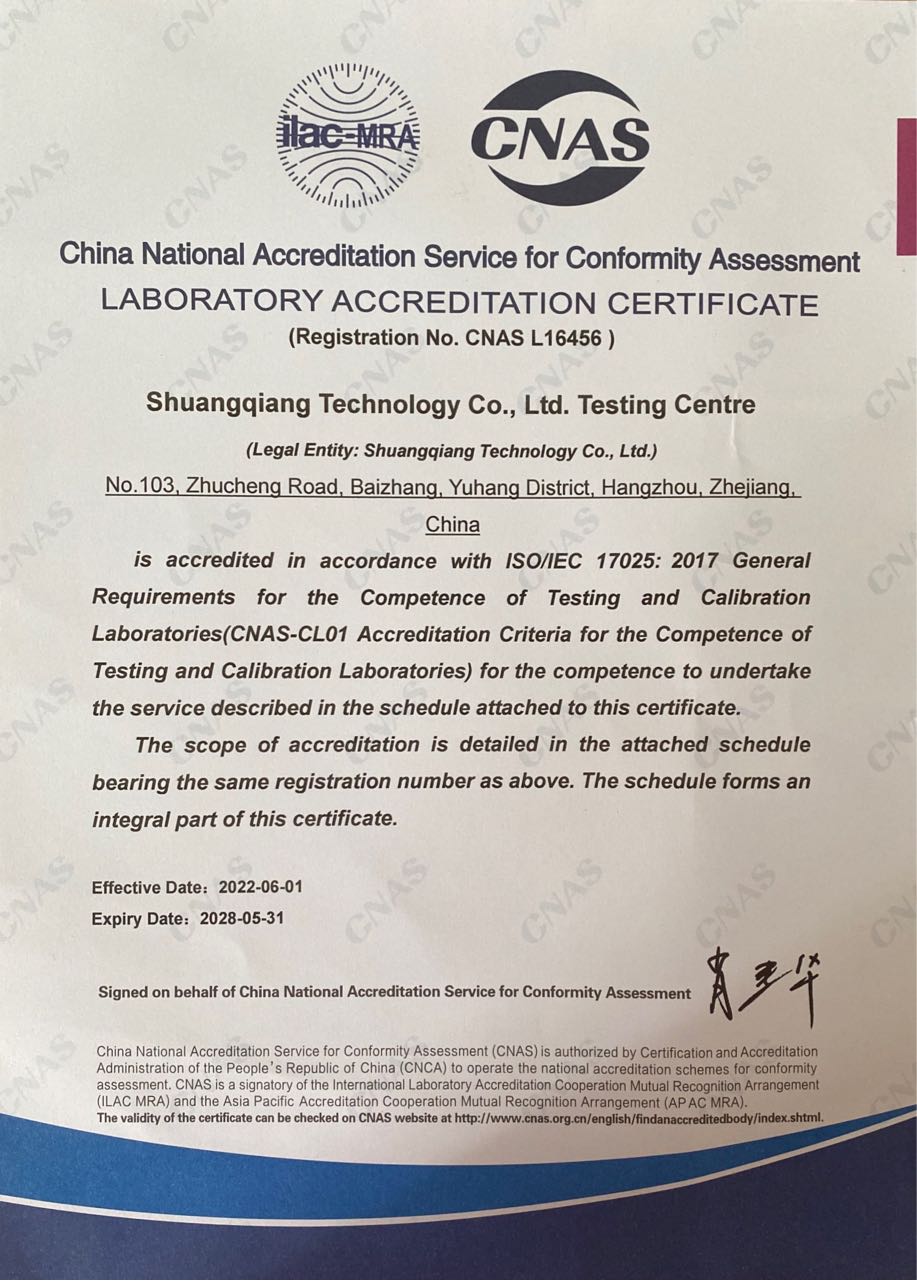 ilac-MRA
CNAS
China National Accreditation Service for Conformity Assessment
LABORATORY ACCREDITATION CERTIFICATE
(Registration No. CNAS L16456 )
Shuangqiang Technology Co., Ltd. Testing Centre
(Legal Entity: Shuangqiang Technology Co., Ltd.)
No.103, Zhucheng Road, Baizhang, Yuhang District, Hangzhou, Zhejiang,
China
is accredited in accordance with ISO/IEC 17025: 2017 General
Requirements for the Competence of Testing and Calibration
Laboratories(CNAS-CL01 Accreditation Criteria for the Competence of
Testing and Calibration Laboratories) for the competence to undertake
the service described in the schedule attached to this certificate.
The scope of accreditation is detailed in the attached schedule
bearing the same registration number as above. The schedule forms an
integral part of this certificate.
Effective Date：2022-06-01
Expiry Date：2028-05-31
Signed on behalf of China National Accreditation Service for Conformity Assessment
China National Accreditation Service for Conformity Assessment (CNAS) is authorized by Certification and Accreditation
Administration of the People's Republic of China (CNCA) to operate the national accreditation schemes for conformity
assessment. CNAS is a signatory of the International Laboratory Accreditation Cooperation Mutual Recognition Arrangement
(ILAC MRA) and the Asia Pacific Accreditation Cooperation Mutual Recognition Arrangement (APAC MRA).
The validity of the certificate can be checked on CNAS website at http://www.cnas.org.cn/english/findanaccreditedbody/index.shtml.